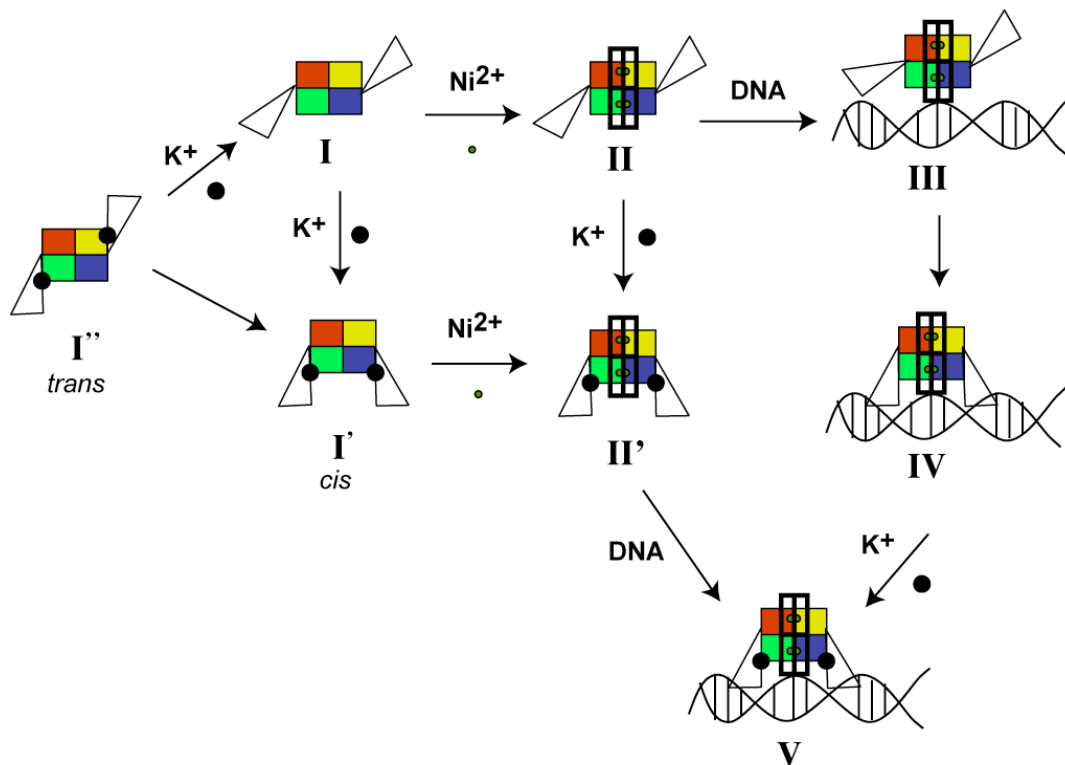 Ni2+
DNA
I
II
III
K+
K+
K+
I’’
trans
Ni2+
I’
cis
II’
IV
DNA
K+
V